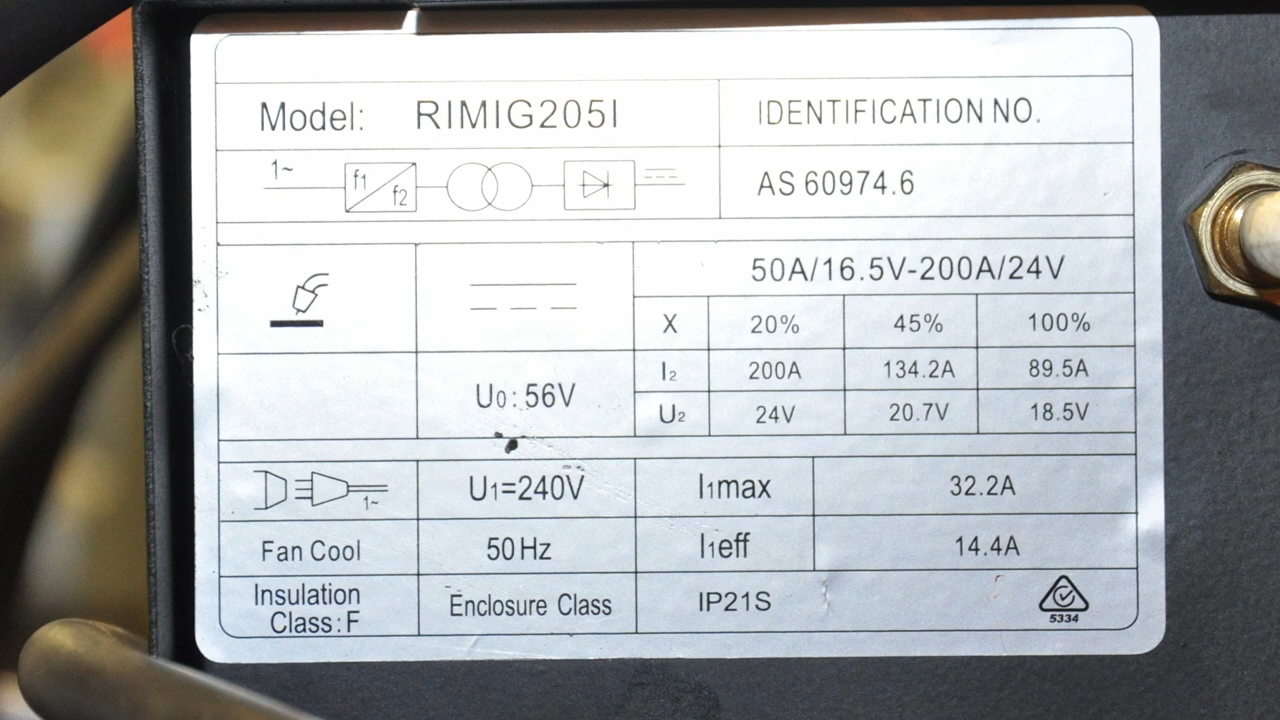 Model: RIMIG205I IDENTIFICATION NO.
1~ f1 f2 AS 60974.6
50A/16.5V-200A/24V
X 20% 45% 100%
I2 200A 134.2A 89.5A
U0:56V U2 24V 20.7V 18.5V
1~ U1=240V I1max 32.2A
Fan Cool 50Hz I1eff 14.4A
Insulation Class:F Enclosure Class IP21S
5334